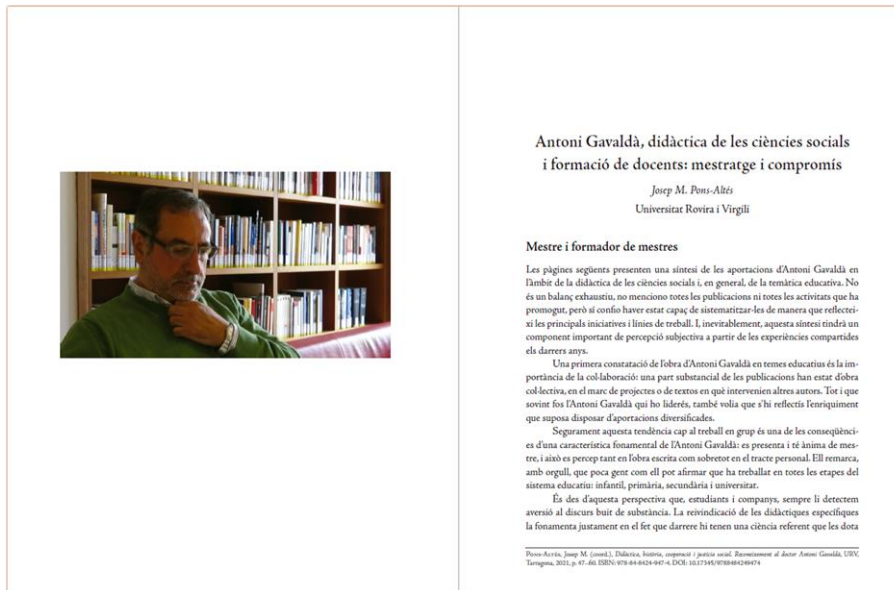 Antoni Gavaldà, didàctica de les ciències socials
i formació de docents: mestratge i compromís
Josep M. Pons-Altés
Universitat Rovira i Virgili
Mestre i formador de mestres
Les pàgines següents presenten una síntesi de les aportacions d'Antoni Gavaldà en
l'àmbit de la didàctica de les ciències socials i, en general, de la temàtica educativa. No
és un balanç exhaustiu, no menciono totes les publicacions ni totes les activitats que ha
promogut, però sí confio haver estat capaç de sistematitzar-les de manera que reflectei-
xi les principals iniciatives i línies de treball. I, inevitablement, aquesta síntesi tindrà un
component important de percepció subjectiva a partir de les experiències compartides
els darrers anys.
Una primera constatació de l'obra d'Antoni Gavaldà en temes educatius és la im-
portància de la col·laboració: una part substancial de les publicacions han estat d'obra
col·lectiva, en el marc de projectes o de textos en què intervenien altres autors. Tot i que
sovint fos l'Antoni Gavaldà qui ho liderés, també volia que s'hi reflectís l'enriquiment
que suposa disposar d'aportacions diversificades.
Segurament aquesta tendència cap al treball en grup és una de les conseqüènci-
es d'una característica fonamental de l'Antoni Gavaldà: es presenta i té ànima de mes-
tre, i això es percep tant en l'obra escrita com sobretot en el tracte personal. Ell remarca,
amb orgull, que poca gent com ell pot afirmar que ha treballat en totes les etapes del
sistema educatiu: infantil, primària, secundària i universitat.
És des d'aquesta perspectiva que, estudiants i companys, sempre li detectem
aversió al discurs buit de substància. La reivindicació de les didàctiques específiques
la fonamenta justament en el fet que darrere hi tenen una ciència referent que les dota
Pons-Altés, Josep M. (coord.), Didàctica, història, cooperació i justícia social. Reconeixement al doctor Antoni Gavaldà, URV,
Tarragona, 2021, p. 47-60. ISBN: 978-84-8424-947-4. DOI: 10.17345/9788484249474